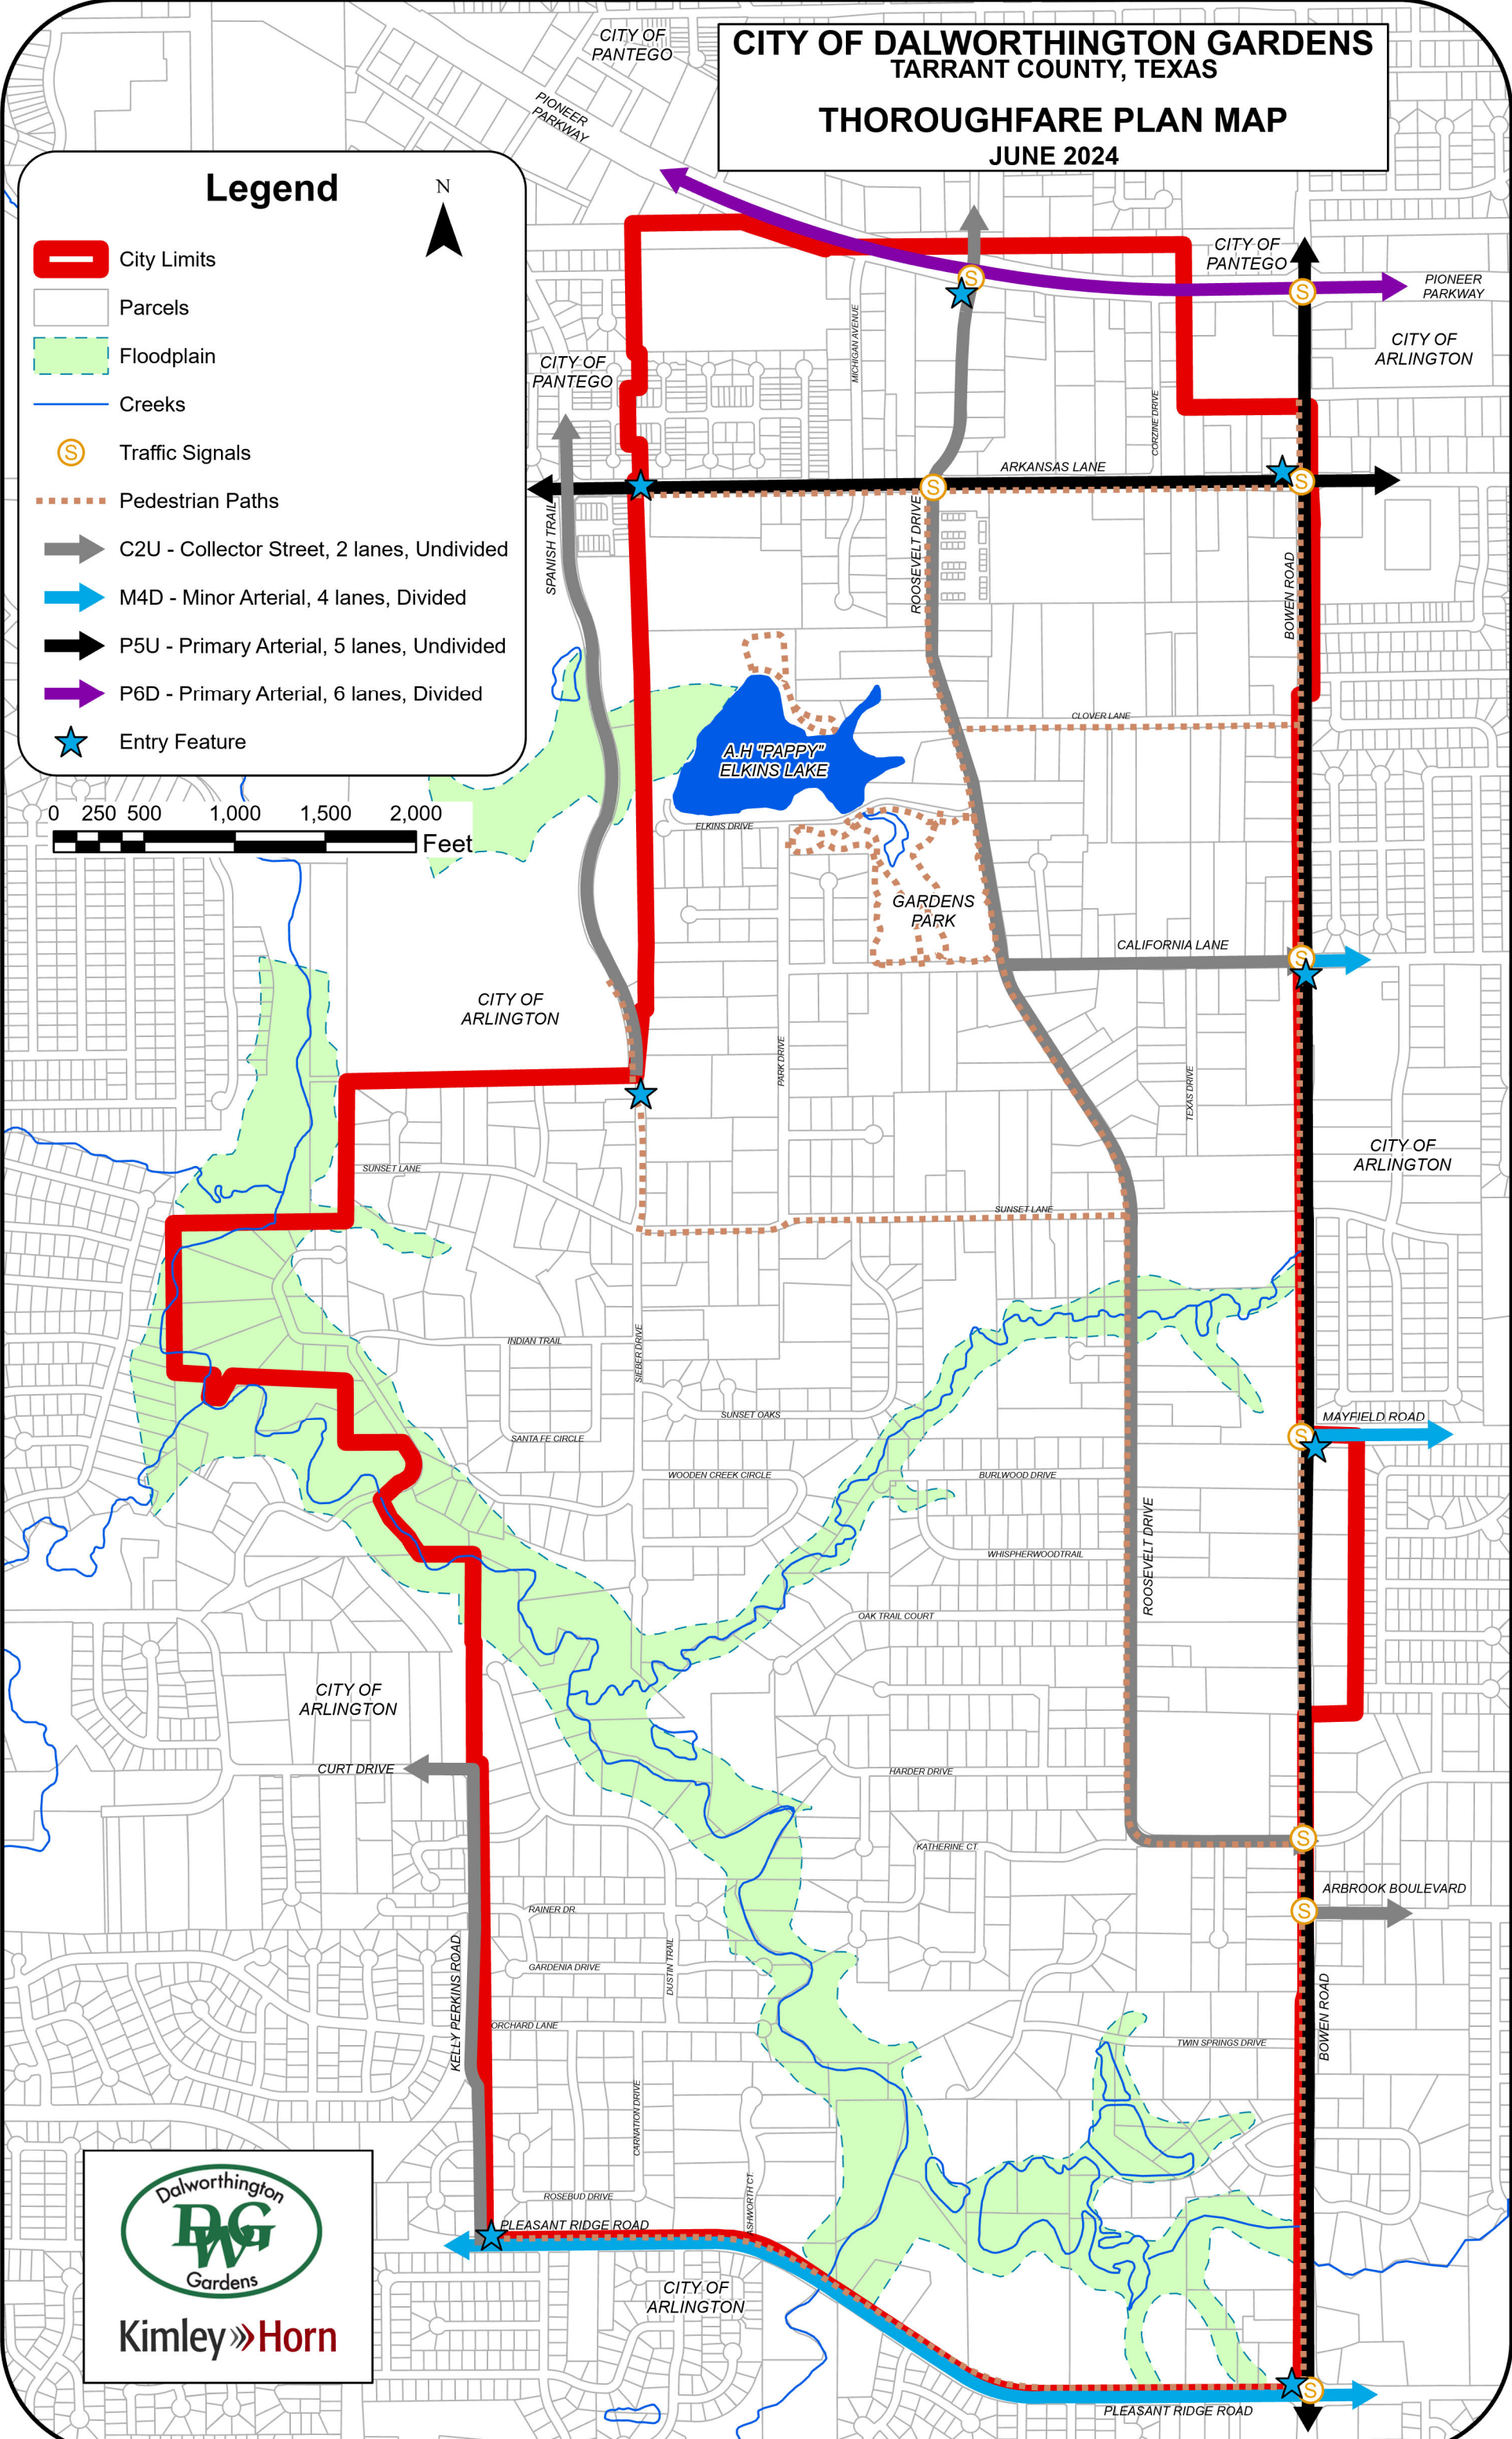 CITY OF
PANTEGO
CITY OF DALWORTHINGTON GARDENS
TARRANT COUNTY, TEXAS
THOROUGHFARE PLAN MAP
JUNE 2024
PIONEER
PARKWAY
Legend
N
City Limits
Parcels
Floodplain
Creeks
S
Traffic Signals
Pedestrian Paths
C2U - Collector Street, 2 lanes, Undivided
M4D - Minor Arterial, 4 lanes, Divided
P5U - Primary Arterial, 5 lanes, Undivided
P6D - Primary Arterial, 6 lanes, Divided
Entry Feature
0 250 500 1,000 1,500 2,000
Feet
CITY OF
PANTEGO
S
S
PIONEER
PARKWAY
CITY OF
ARLINGTON
MICHIGAN AVENUE
CITY OF
PANTEGO
CORZINE DRIVE
ARKANSAS LANE
S
S
SPANISH TRAIL
ROOSEVELT DRIVE
BOWEN ROAD
CLOVER LANE
A.H "PAPPY"
ELKINS LAKE
ELKINS DRIVE
GARDENS
PARK
CALIFORNIA LANE
S
CITY OF
ARLINGTON
PARK DRIVE
TEXAS DRIVE
CITY OF
ARLINGTON
SUNSET LANE
SUNSET LANE
INDIAN TRAIL
SIEBER DRIVE
SUNSET OAKS
MAYFIELD ROAD
S
SANTA FE CIRCLE
WOODEN CREEK CIRCLE
BURLWOOD DRIVE
ROOSEVELT DRIVE
WHISPHERWOODTRAIL
OAK TRAIL COURT
CITY OF
ARLINGTON
CURT DRIVE
HARDER DRIVE
S
KATHERINE CT.
ARBROOK BOULEVARD
S
RAINER DR.
KELLY PERKINS ROAD
GARDENIA DRIVE
DUSTIN TRAIL
BOWEN ROAD
ORCHARD LANE
TWIN SPRINGS DRIVE
CARNATION DRIVE
ROSEBUD DRIVE
ASHWORTH CT.
PLEASANT RIDGE ROAD
CITY OF
ARLINGTON
S
PLEASANT RIDGE ROAD
Dalworthington
DWG
Gardens
Kimley»Horn